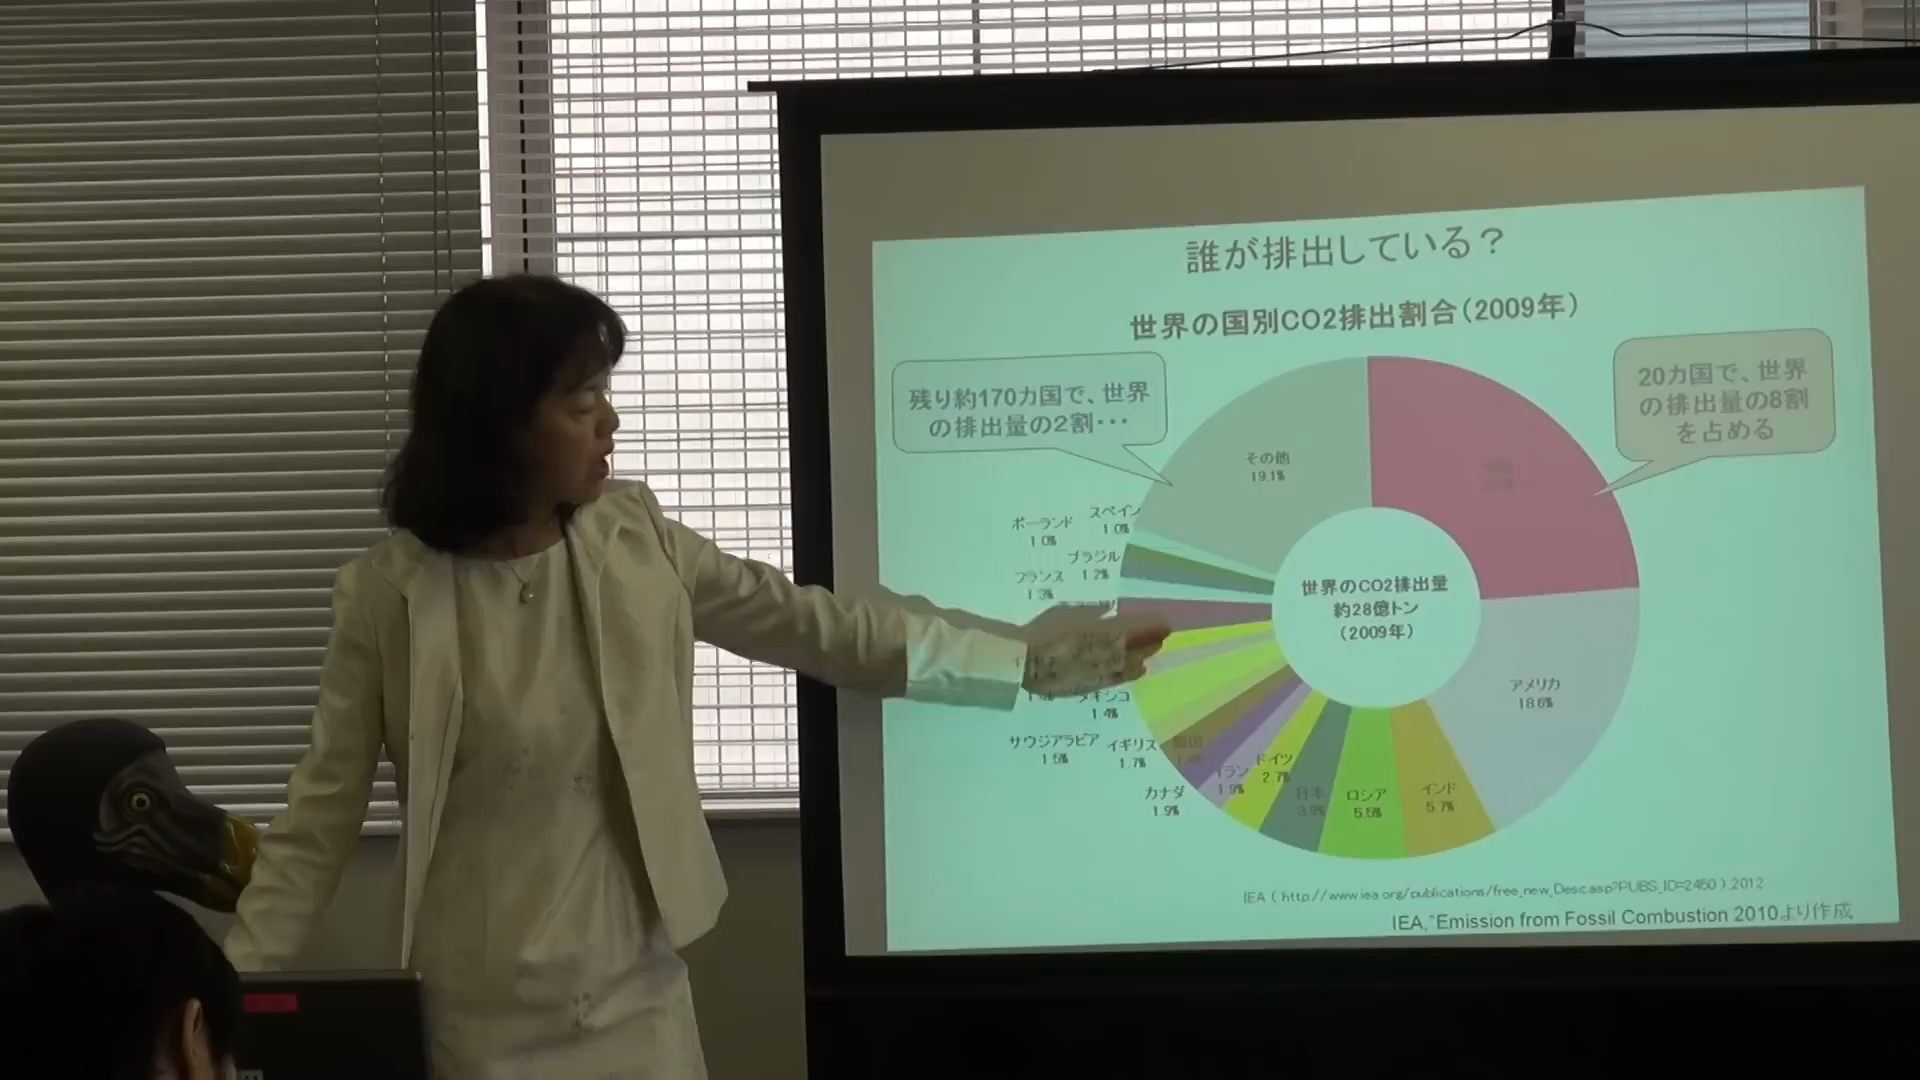 誰が排出している？
世界の国別CO2排出割合（2009年）
残り約170カ国で、世界
の排出量の2割・・・
20カ国で、世界
の排出量の8割
を占める
その他
19.1%
スペイン
1.0%
ポーランド
1.0%
ブラジル
1.2%
フランス
1.3%
世界のCO2排出量
約28億トン
（2009年）
アメリカ
18.6%
メキシコ
1.4%
サウジアラビア
1.5%
イギリス
1.7%
韓国
カナダ
1.9%
イラン
1.9%
ドイツ
2.7%
日本
3.9%
ロシア
5.5%
インド
5.7%
IEA ( http://www.iea.org/publications/free_new_Desc.asp?PUBS_ID=2450 ) ,2012
IEA,"Emission from Fossil Combustion 2010より作成